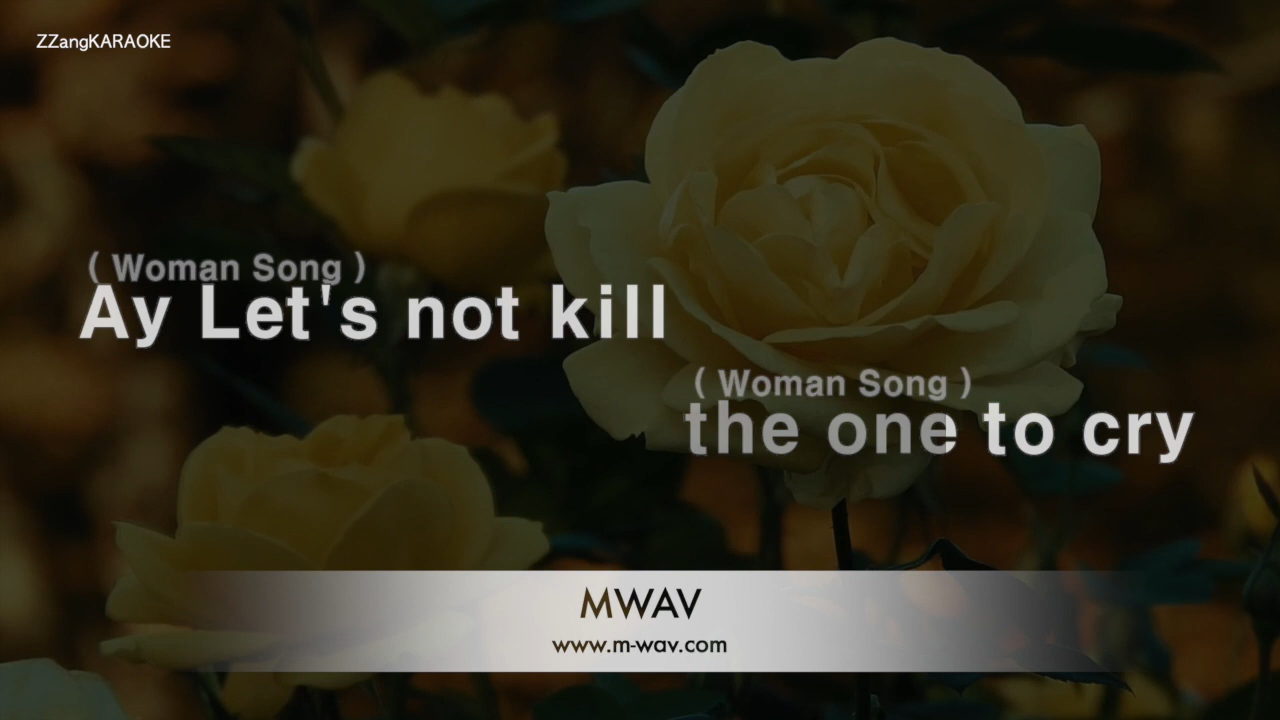 ZZangKARAOKE
( Woman Song )
Ay Let's not kill
( Woman Song )
the one to cry
MWAV
www.m-wav.com